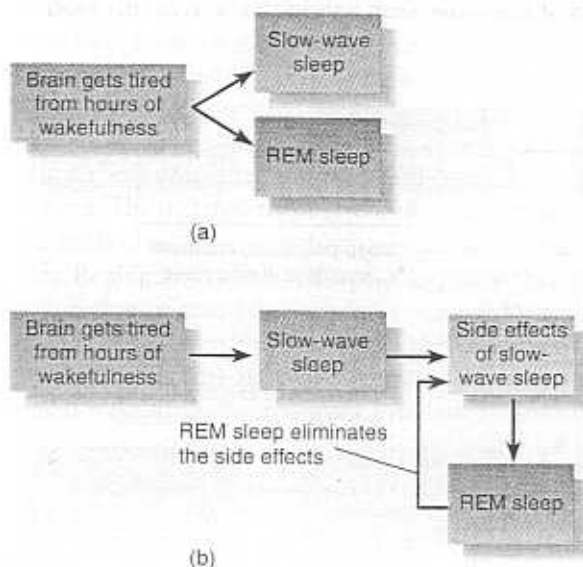 Slow-wave
sleep
Brain gets tired
from hours of
wakefulness
REM sleep
(a)
Brain gets tired
from hours of
wakefulness
Slow-wave
sleep
Side effects
of slow-
wave sleep
REM sleep eliminates
the side effects
REM sleep
(b)